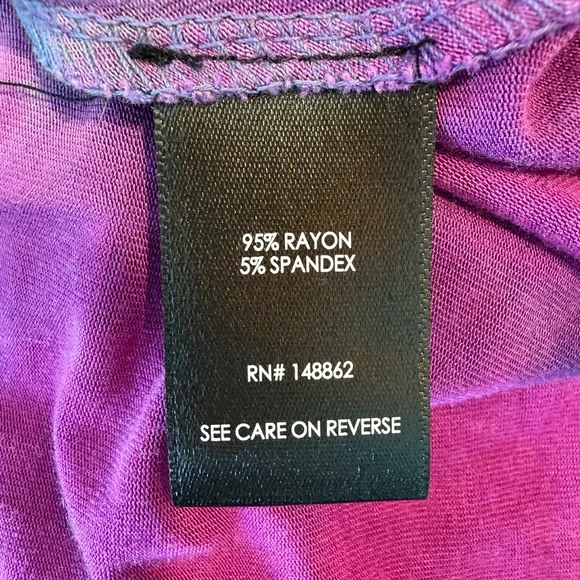 95% RAYON
5% SPANDEX
RN# 148862
SEE CARE ON REVERSE